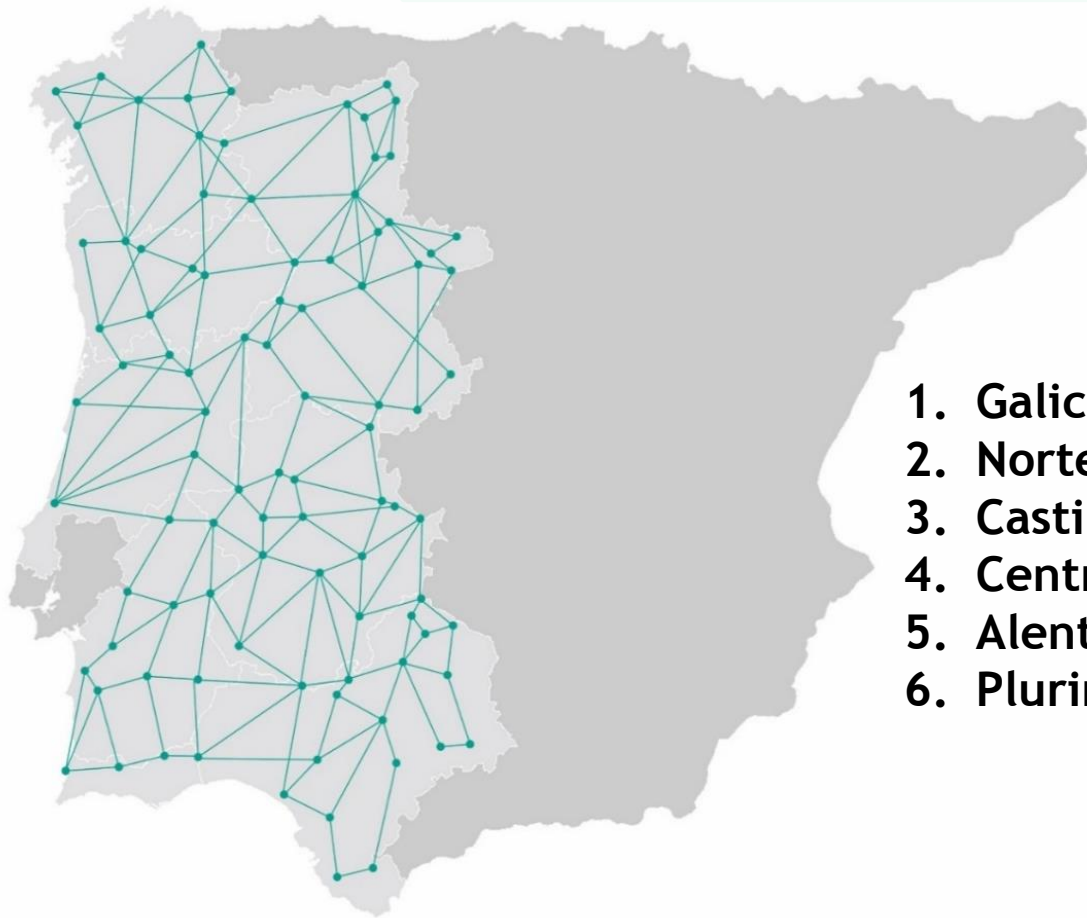 1. Galic
2. Norte
3. Casti
4. Centr
5. Alent
6. Plurir